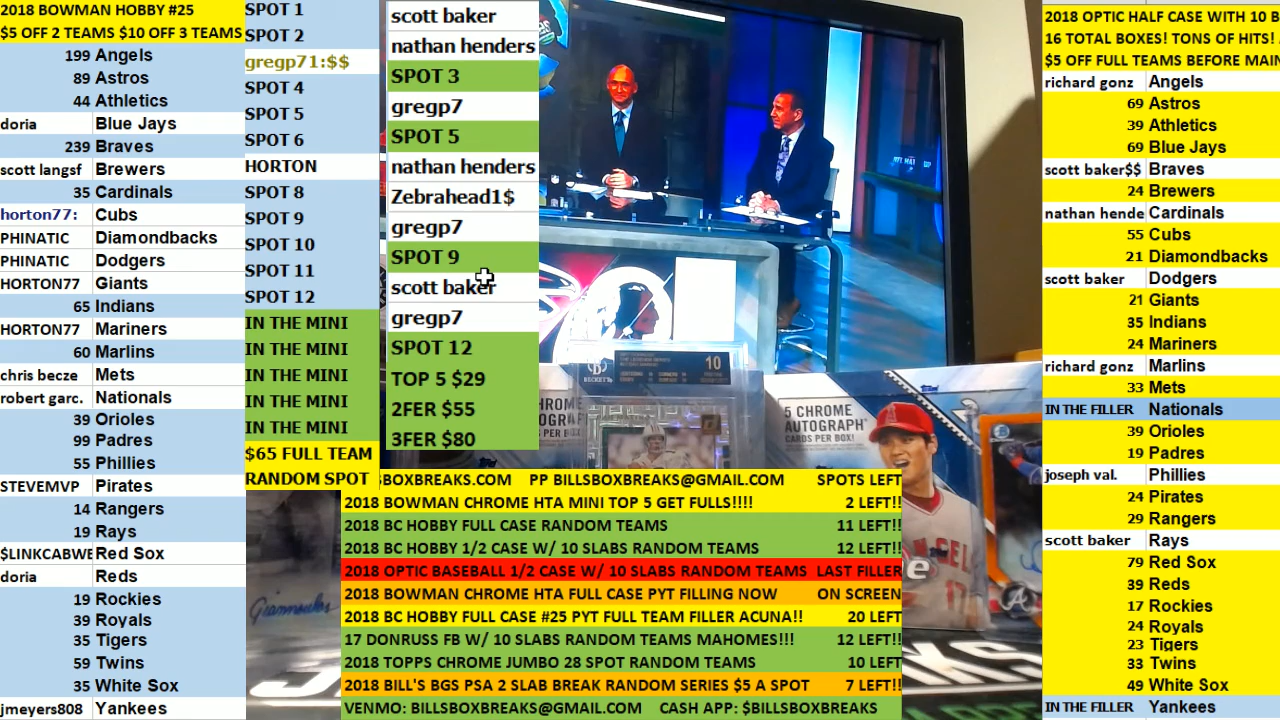 2018 BOWMAN HOBBY #25
$5 OFF 2 TEAMS $10 OFF 3 TEAMS
199 Angels
89 Astros
44 Athletics
doria Blue Jays
239 Braves
scott langsf Brewers
35 Cardinals
horton77: Cubs
PHINATIC Diamondbacks
PHINATIC Dodgers
HORTON77 Giants
65 Indians
HORTON77 Mariners
60 Marlins
chris becze Mets
robert garc. Nationals
39 Orioles
99 Padres
55 Phillies
STEVEMVP Pirates
14 Rangers
19 Rays
$LINKCABWE Red Sox
doria Reds
19 Rockies
39 Royals
35 Tigers
59 Twins
35 White Sox
jmeyers808 Yankees
SPOT 1
SPOT 2
gregp71:$$
SPOT 4
SPOT 5
SPOT 6
HORTON
SPOT 8
SPOT 9
SPOT 10
SPOT 11
SPOT 12
IN THE MINI
IN THE MINI
IN THE MINI
IN THE MINI
IN THE MINI
$65 FULL TEAM
RANDOM SPOT
scott baker
nathan henders
SPOT 3
gregp7
SPOT 5
nathan henders
Zebrahead1$
gregp7
SPOT 9
scott baker
gregp7
SPOT 12
TOP 5 $29
2FER $55
3FER $80
10
BECKETT
5 CHROME
AUTOGRAPH
CARDS PER BOX!
Topps
SBOXBREAKS.COM PP BILLSBOXBREAKS@GMAIL.COM SPOTS LEFT
2018 BOWMAN CHROME HTA MINI TOP 5 GET FULLS!!!! 2 LEFT!!
2018 BC HOBBY FULL CASE RANDOM TEAMS 11 LEFT!!
2018 BC HOBBY 1/2 CASE W/ 10 SLABS RANDOM TEAMS 12 LEFT!!
2018 OPTIC BASEBALL 1/2 CASE W/ 10 SLABS RANDOM TEAMS LAST FILLER
2018 BOWMAN CHROME HTA FULL CASE PYT FILLING NOW ON SCREEN
2018 BC HOBBY FULL CASE #25 PYT FULL TEAM FILLER ACUNA!! 20 LEFT!!
17 DONRUSS FB W/ 10 SLABS RANDOM TEAMS MAHOMES!!! 12 LEFT!!
2018 TOPPS CHROME JUMBO 28 SPOT RANDOM TEAMS 10 LEFT
2018 BILL'S BGS PSA 2 SLAB BREAK RANDOM SERIES $5 A SPOT 7 LEFT!!
VENMO: BILLSBOXBREAKS@GMAIL.COM CASH APP: $BILLSBOXBREAKS
2018 OPTIC HALF CASE WITH 10 B
16 TOTAL BOXES! TONS OF HITS!
$5 OFF FULL TEAMS BEFORE MAIN
richard gonz Angels
69 Astros
39 Athletics
69 Blue Jays
scott baker$$ Braves
24 Brewers
nathan hende Cardinals
55 Cubs
21 Diamondbacks
scott baker Dodgers
21 Giants
35 Indians
24 Mariners
richard gonz Marlins
33 Mets
IN THE FILLER Nationals
39 Orioles
19 Padres
joseph val. Phillies
24 Pirates
29 Rangers
scott baker Rays
79 Red Sox
39 Reds
17 Rockies
24 Royals
23 Tigers
33 Twins
49 White Sox
IN THE FILLER Yankees